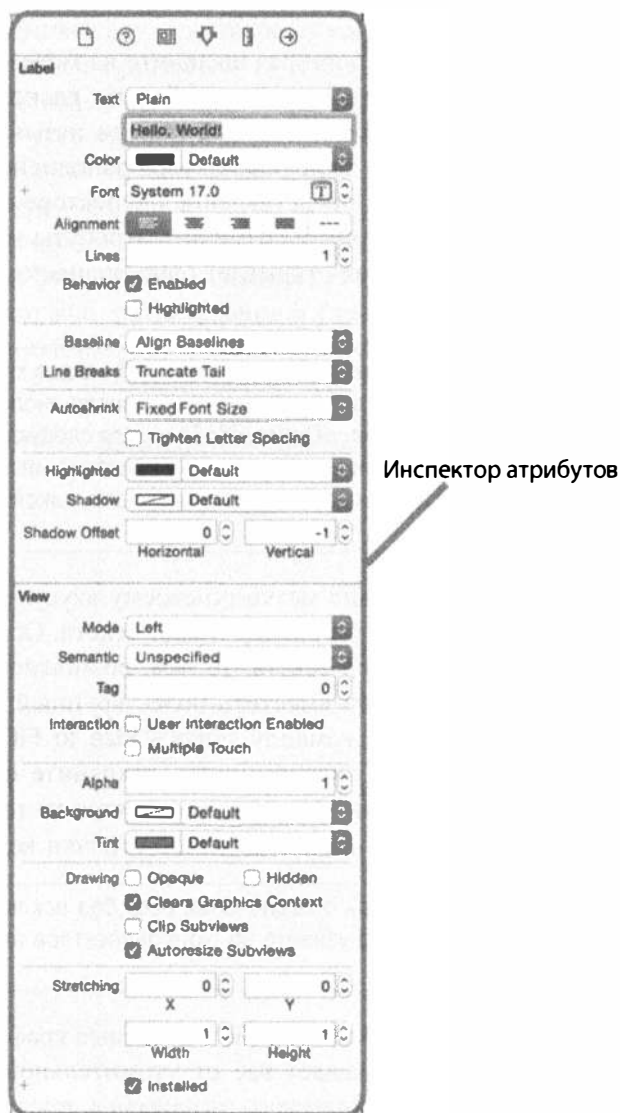 Label
Text Plain
Hello, World!
Color Default
+ Font System 17.0 T
Alignment ---
Lines 1
Behavior Enabled
Highlighted
Baseline Align Baselines
Line Breaks Truncate Tail
Autoshrink Fixed Font Size
Tighten Letter Spacing
Highlighted Default
Shadow Default
Shadow Offset 0 -1
Horizontal Vertical
Инспектор атрибутов
View
Mode Left
Semantic Unspecified
Tag 0
Interaction User Interaction Enabled
Multiple Touch
Alpha 1
Background Default
Tint Default
Drawing Opaque Hidden
Clears Graphics Context
Clip Subviews
Autoresize Subviews
Stretching 0 0
X Y
1 1
Width Height
+ Installed